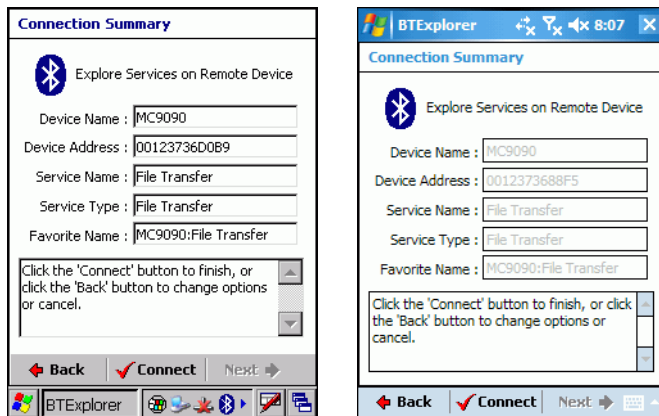 Connection Summary
Explore Services on Remote Device
Device Name : MC9090
Device Address : 00123736D0B9
Service Name : File Transfer
Service Type : File Transfer
Favorite Name : MC9090:File Transfer
Click the 'Connect' button to finish, or
click the 'Back' button to change options
or cancel.
Back Connect Next
BTExplorer
BTExplorer 8:07
Connection Summary
Explore Services on Remote Device
Device Name : MC9090
Device Address : 0012373688F5
Service Name : File Transfer
Service Type : File Transfer
Favorite Name : MC9090:File Transfer
Click the 'Connect' button to finish, or click
the 'Back' button to change options or
cancel.
Back Connect Next